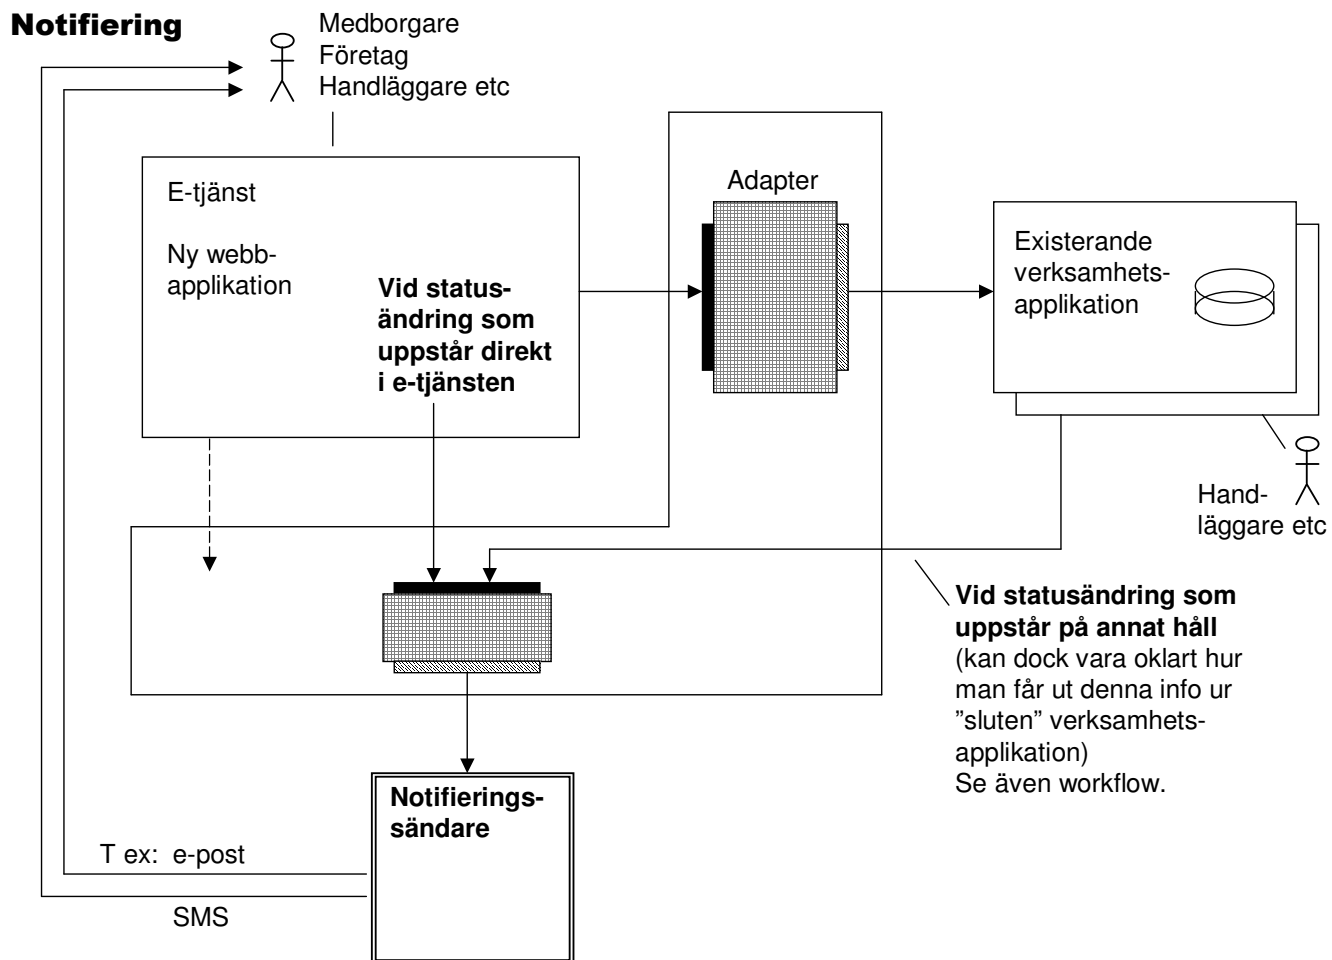 Notifiering
Medborgare
Företag
Handläggare etc
E-tjänst
Ny webb-
applikation
Vid status-
ändring som
uppstår direkt
i e-tjänsten
Adapter
Existerande
verksamhets-
applikation
Hand-
läggare etc
Vid statusändring som
uppstår på annat håll
(kan dock vara oklart hur
man får ut denna info ur
”sluten” verksamhets-
applikation)
Se även workflow.
Notifierings-
sändare
T ex: e-post
SMS